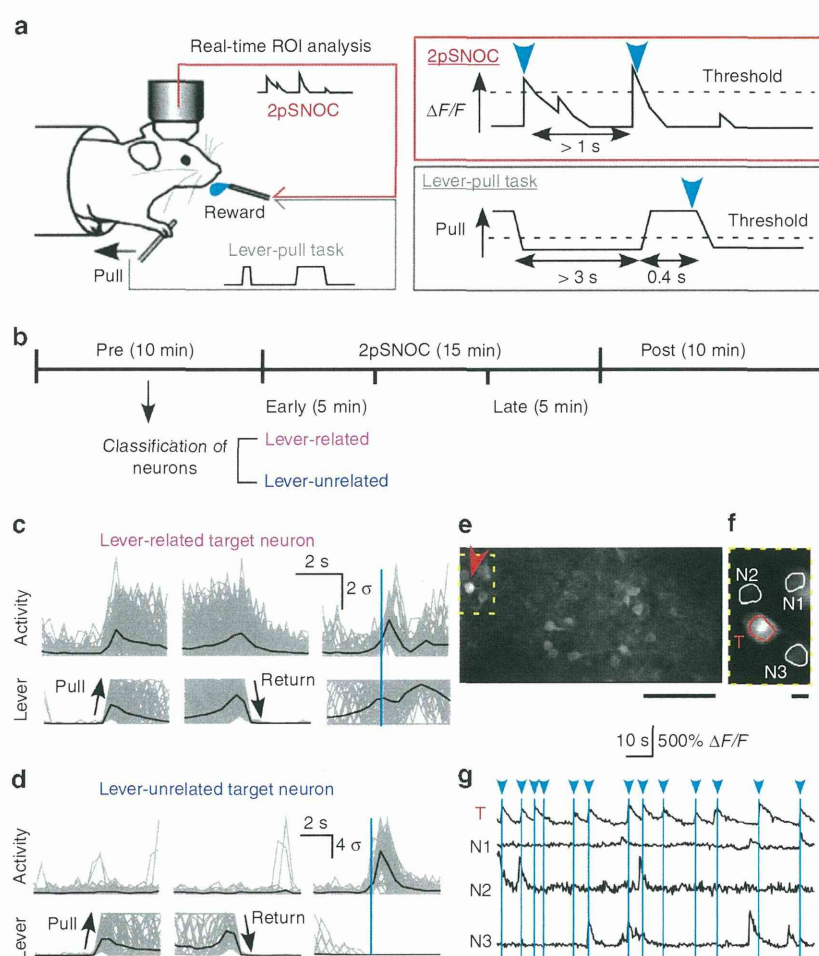 a
Real-time ROI analysis
2pSNOC
Reward
Lever-pull task
Pull
2pSNOC
Threshold
ΔF/F
> 1 s
Lever-pull task
Pull
Threshold
> 3 s
0.4 s
b
Pre (10 min)
2pSNOC (15 min)
Post (10 min)
Early (5 min)
Late (5 min)
Classification of
neurons
Lever-related
Lever-unrelated
c
Lever-related target neuron
2 s
2 σ
Activity
Lever
Pull
Return
d
Lever-unrelated target neuron
2 s
4 σ
Activity
Lever
Pull
Return
e
f
N2
N1
T
N3
10 s
500% ΔF/F
g
T
N1
N2
N3